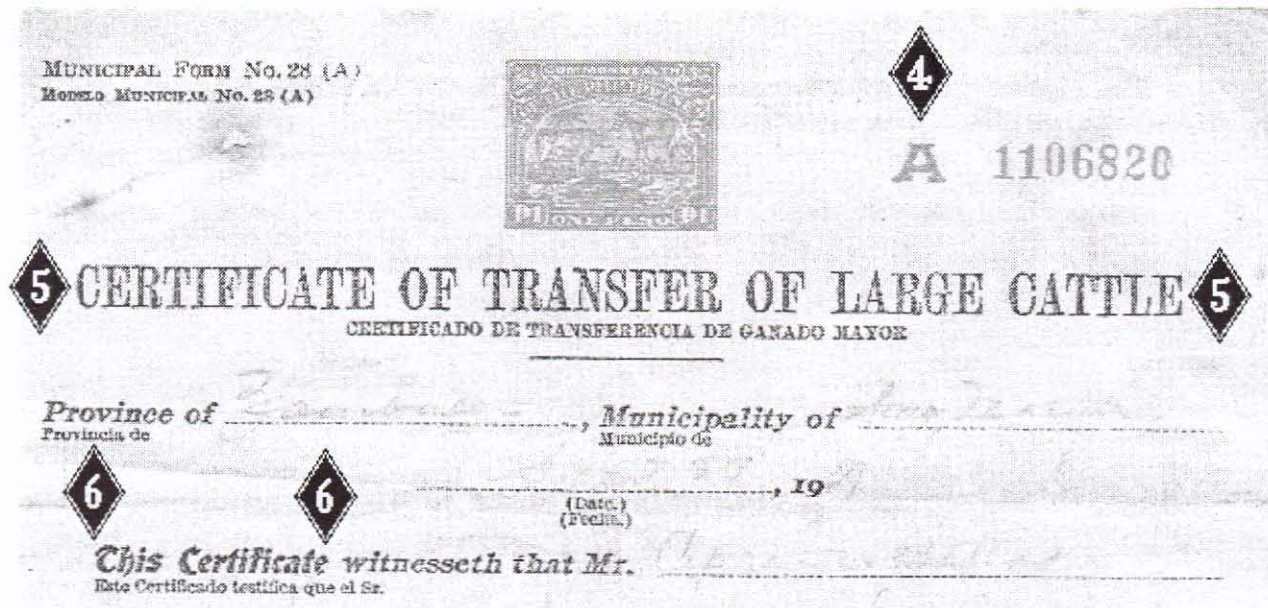 MUNICIPAL FORM No. 28 (A)
MODELO MUNICIPAL No. 28 (A)
4
ONE PESO
A 1106820
5 CERTIFICATE OF TRANSFER OF LARGE CATTLE 5
CERTIFICADO DE TRANSFERENCIA DE GANADO MAYOR
Province of , Municipality of
Provincia de Municipio de
6 6 , 19
(Date.)
(Fecha.)
This Certificate witnesseth that Mr.
Este Certificado testifica que el Sr.